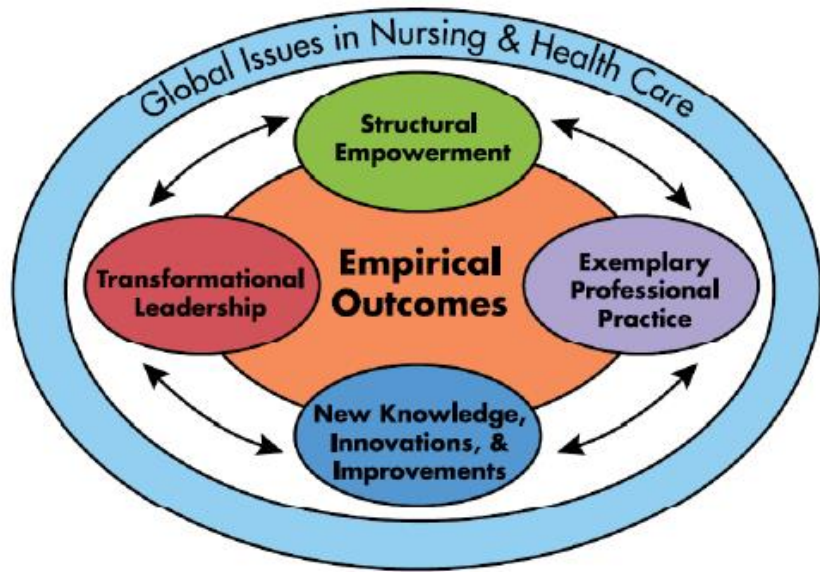 Global Issues in Nursing & Health Care
Structural
Empowerment
Transformational
Leadership
Empirical
Outcomes
Exemplary
Professional
Practice
New Knowledge,
Innovations, &
Improvements